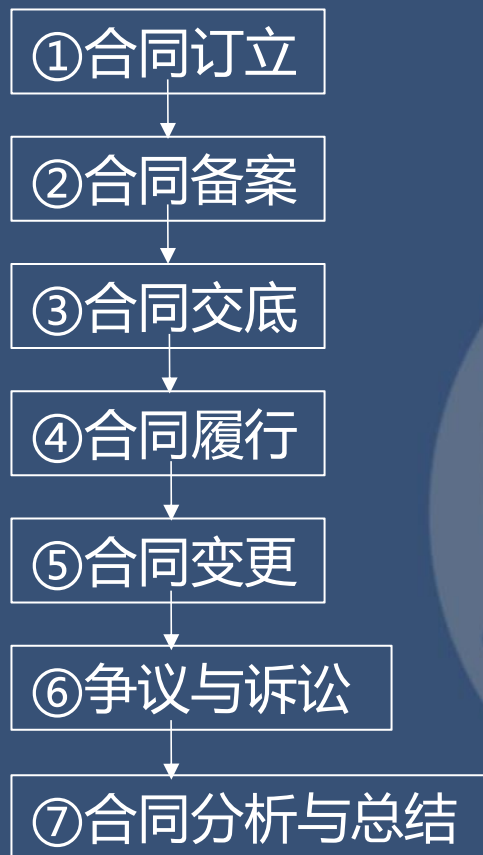 ①合同订立
②合同备案
③合同交底
④合同履行
⑤合同变更
⑥争议与诉讼
⑦合同分析与总结